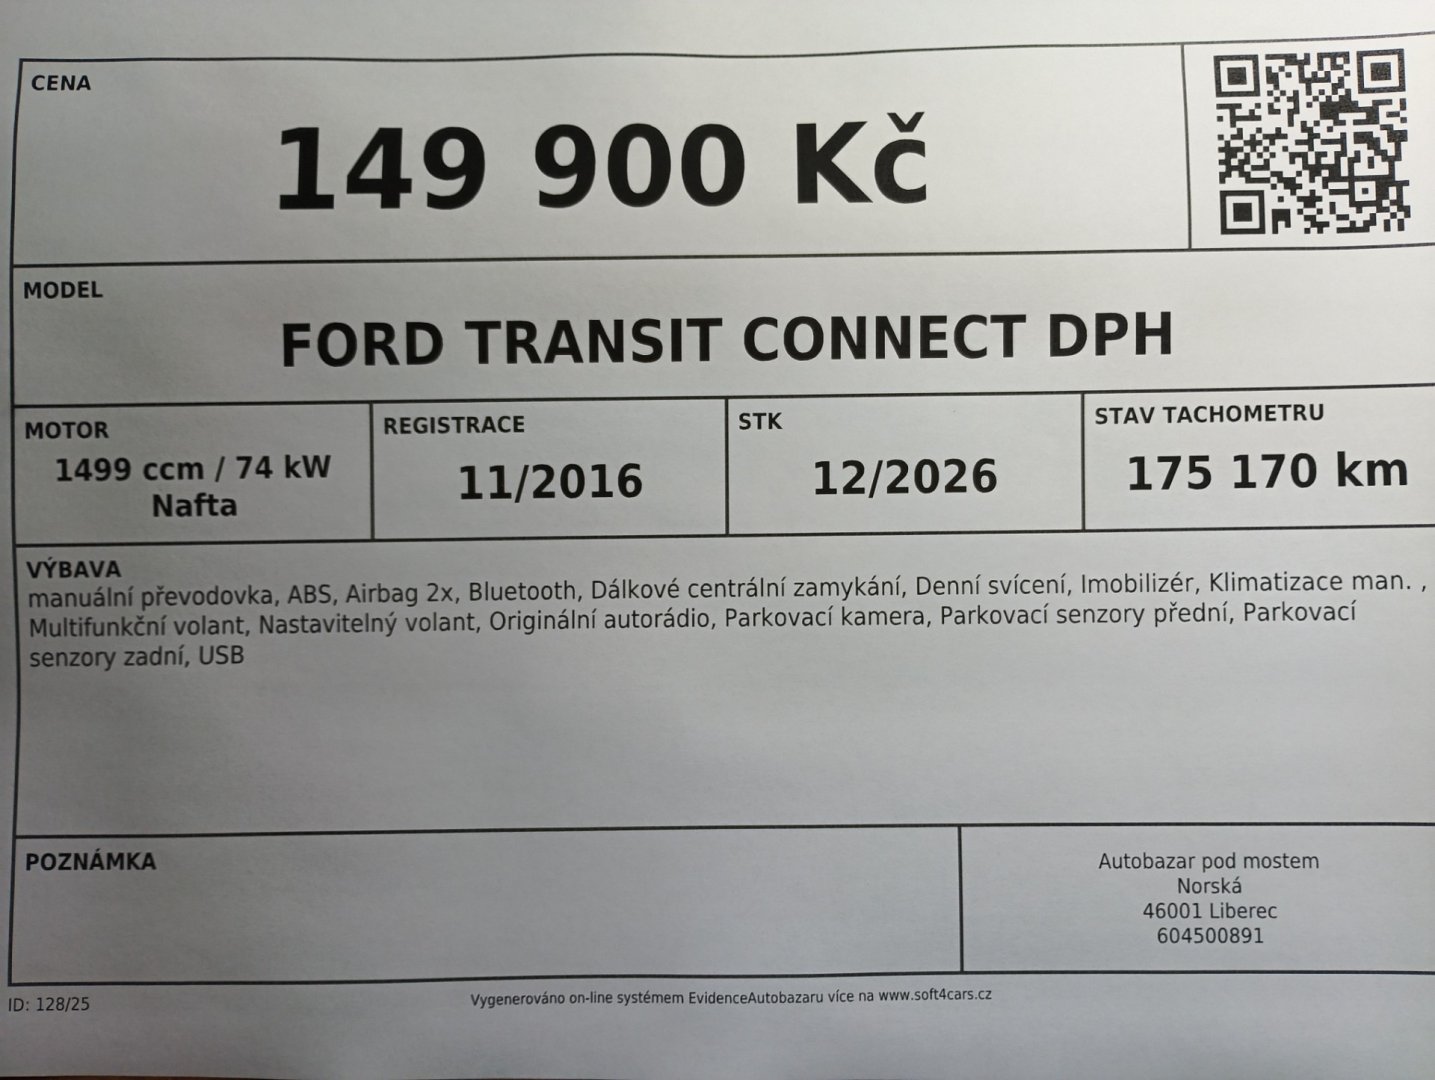 CENA
149 900 Kč
MODEL
FORD TRANSIT CONNECT DPH
MOTOR
1499 ccm / 74 kW
Nafta
REGISTRACE
11/2016
STK
12/2026
STAV TACHOMETRU
175 170 km
VÝBAVA
manuální převodovka, ABS, Airbag 2x, Bluetooth, Dálkové centrální zamykání, Denní svícení, Imobilizér, Klimatizace man. ,
Multifunkční volant, Nastavitelný volant, Originální autorádio, Parkovací kamera, Parkovací senzory přední, Parkovací
senzory zadní, USB
POZNÁMKA
Autobazar pod mostem
Norská
46001 Liberec
604500891
ID: 128/25
Vygenerováno on-line systémem EvidenceAutobazaru více na www.soft4cars.cz